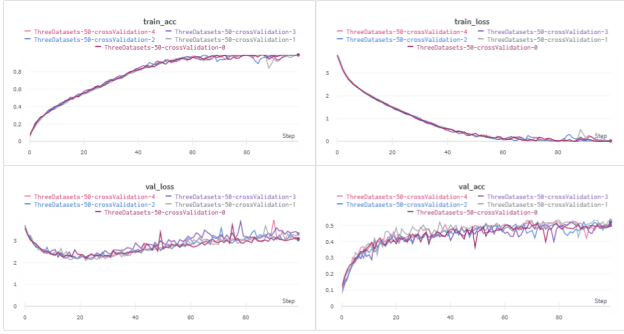 train_acc
ThreeDatasets-50-crossValidation-4 ThreeDatasets-50-crossValidation-3
ThreeDatasets-50-crossValidation-2 ThreeDatasets-50-crossValidation-1
ThreeDatasets-50-crossValidation-0
0.8
0.6
0.4
0.2
0
Step
0 20 40 60 80
train_loss
ThreeDatasets-50-crossValidation-4 ThreeDatasets-50-crossValidation-3
ThreeDatasets-50-crossValidation-2 ThreeDatasets-50-crossValidation-1
ThreeDatasets-50-crossValidation-0
3
2
1
0
Step
0 20 40 60 80
val_loss
ThreeDatasets-50-crossValidation-4 ThreeDatasets-50-crossValidation-3
ThreeDatasets-50-crossValidation-2 ThreeDatasets-50-crossValidation-1
ThreeDatasets-50-crossValidation-0
3
2
1
0
Step
0 20 40 60 80
val_acc
ThreeDatasets-50-crossValidation-4 ThreeDatasets-50-crossValidation-3
ThreeDatasets-50-crossValidation-2 ThreeDatasets-50-crossValidation-1
ThreeDatasets-50-crossValidation-0
0.5
0.4
0.3
0.2
0.1
0
Step
0 20 40 60 80